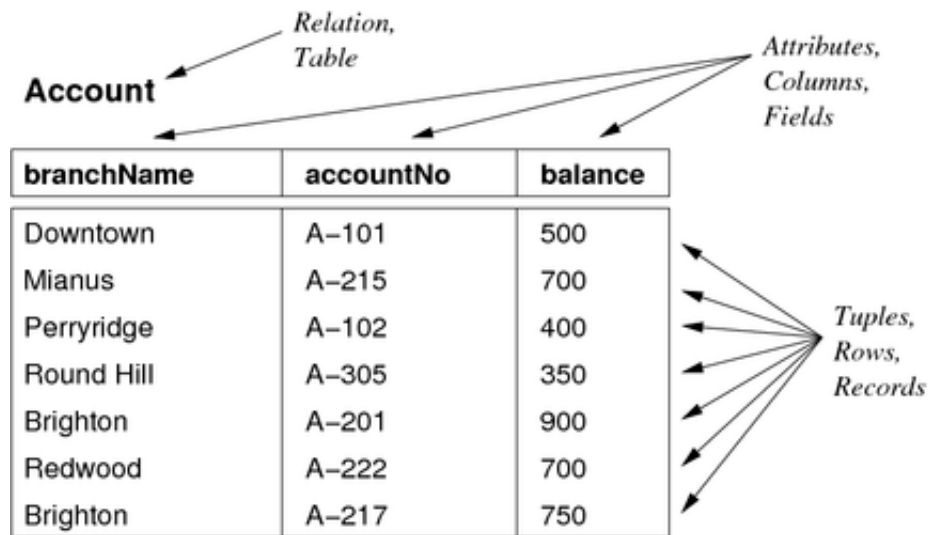 Relation,
Table
Attributes,
Columns,
Fields
Account
branchName accountNo balance
Downtown A–101 500
Mianus A–215 700
Perryridge A–102 400
Round Hill A–305 350
Brighton A–201 900
Redwood A–222 700
Brighton A–217 750
Tuples,
Rows,
Records